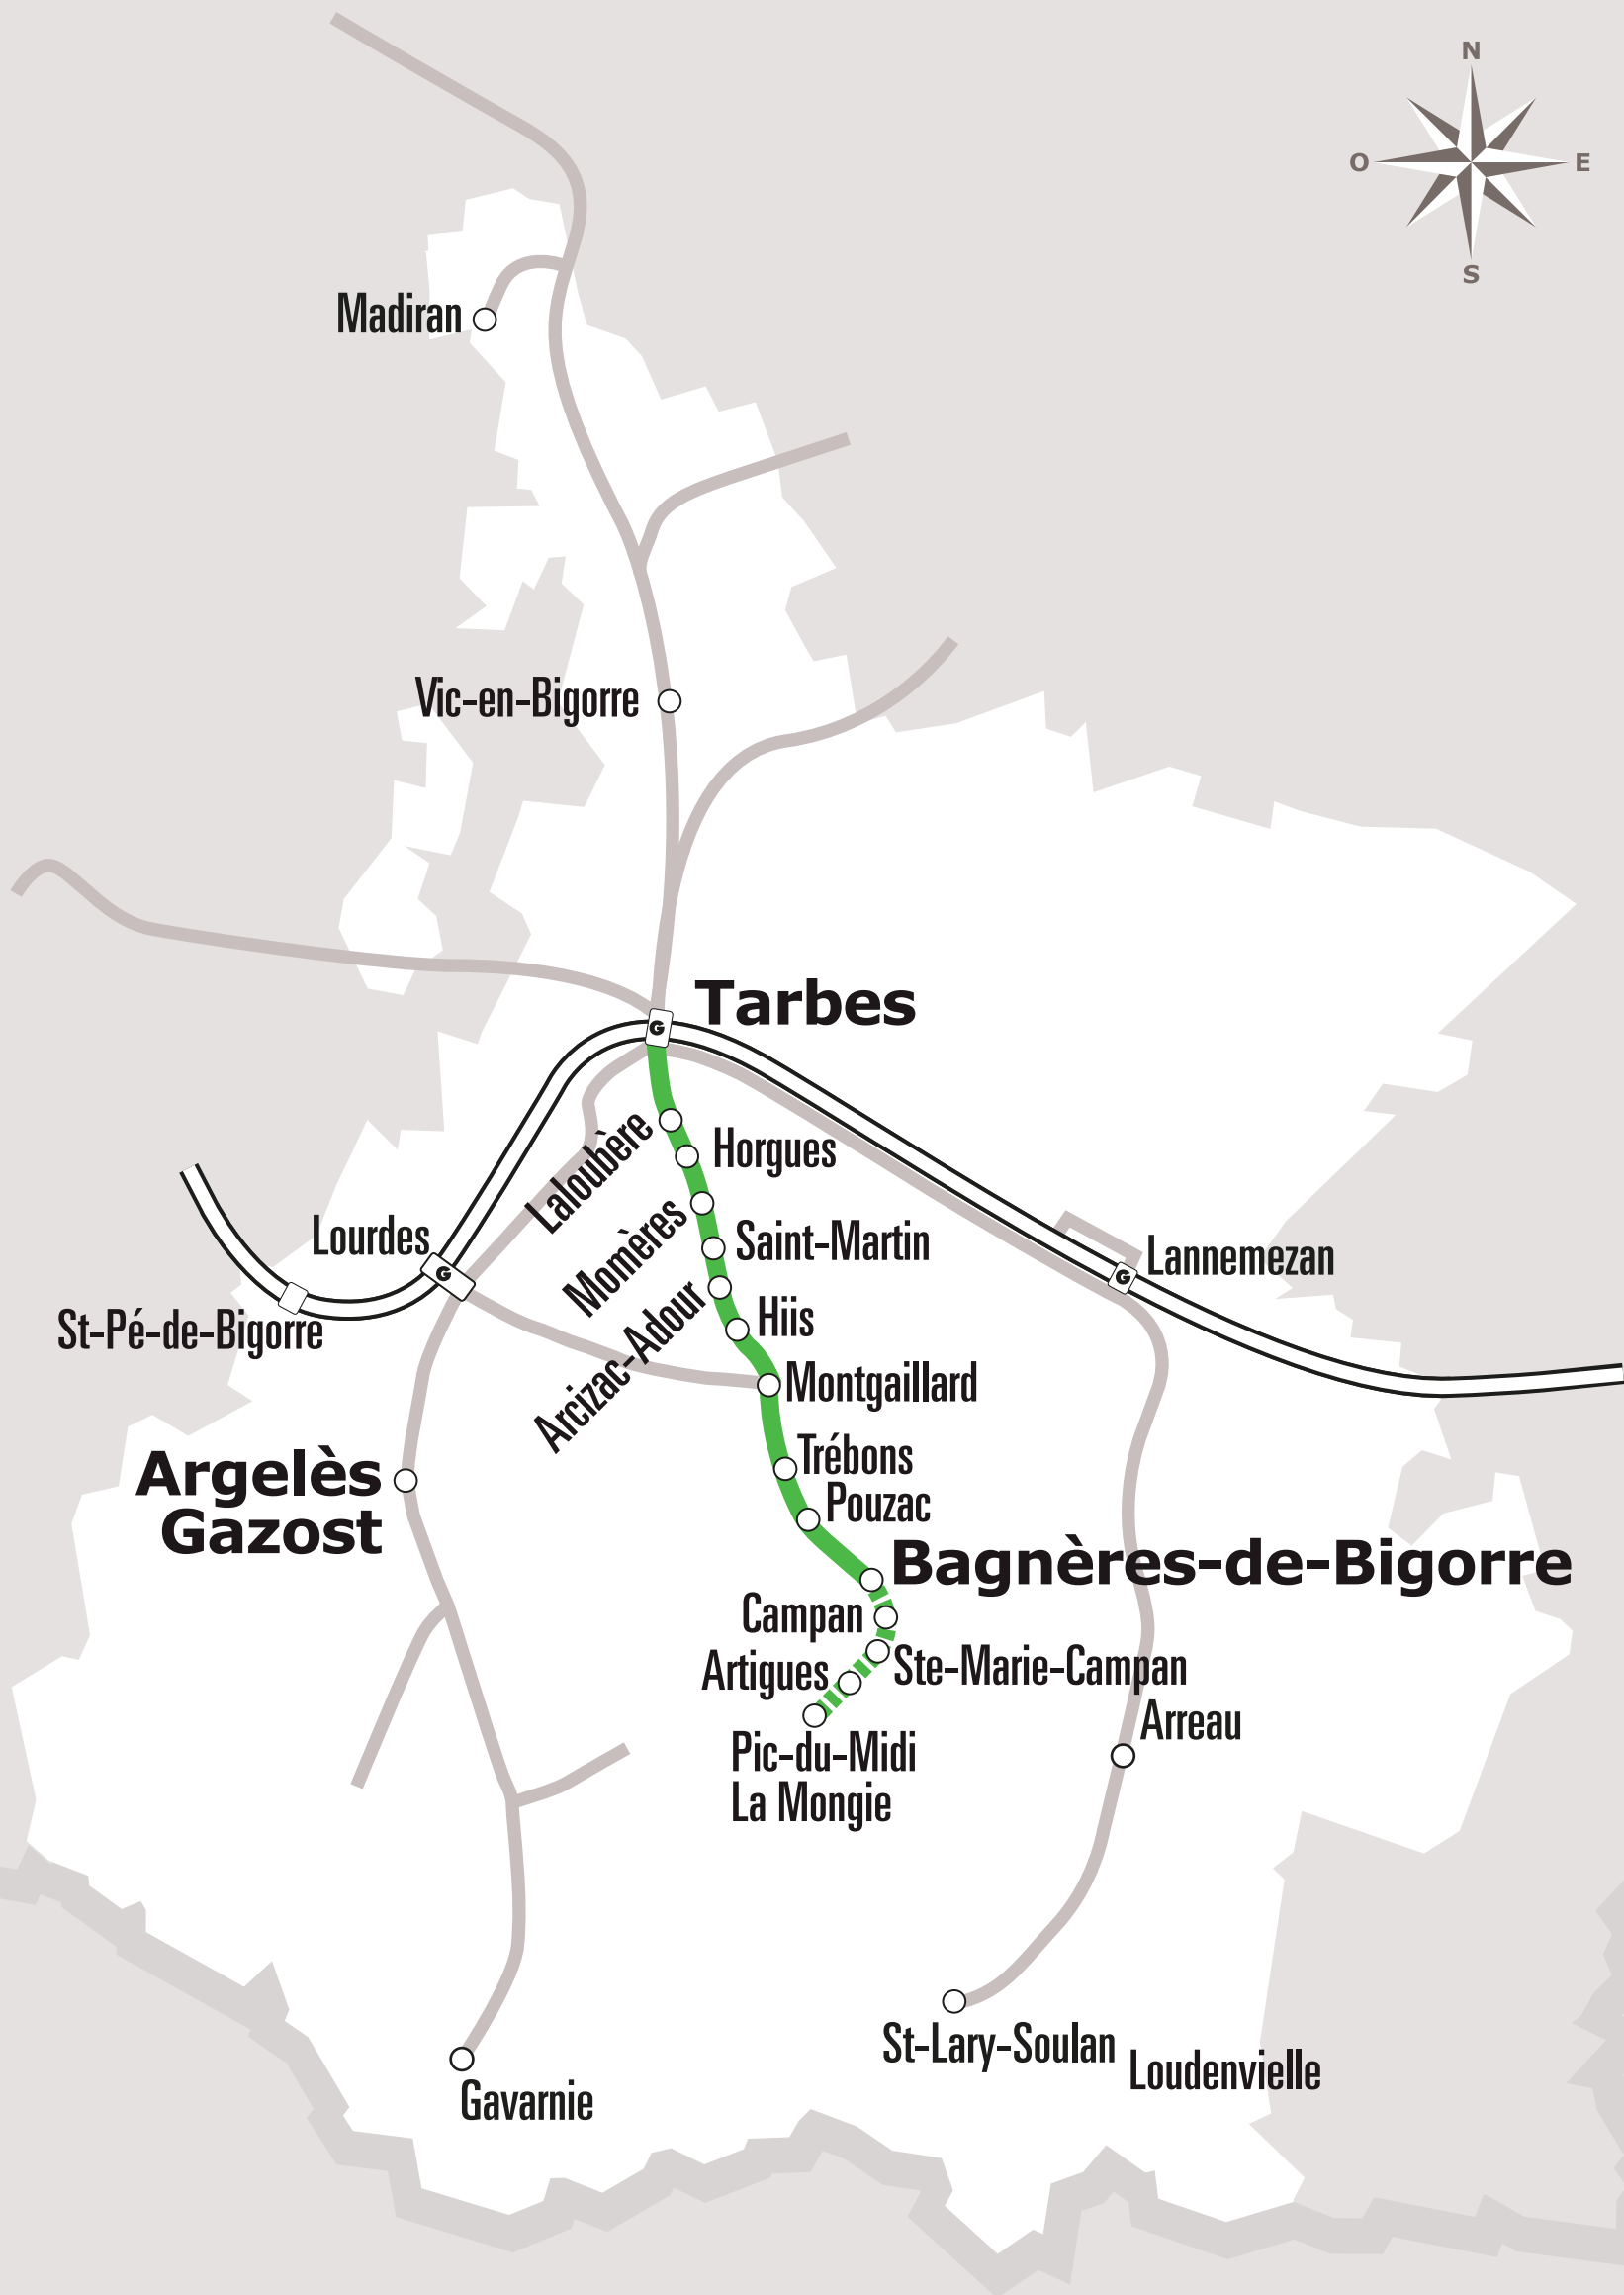 N
O
E
S
Madiran
Vic-en-Bigorre
Tarbes
G
Laloubère
Horgues
Momères
Saint-Martin
Lourdes
G
Lannemezan
G
St-Pé-de-Bigorre
Arcizac-Adour
Hiis
Montgaillard
Trébons
Argelès
Gazost
Pouzac
Bagnères-de-Bigorre
Campan
Ste-Marie-Campan
Artigues
Arreau
Pic-du-Midi
La Mongie
St-Lary-Soulan
Loudenvielle
Gavarnie